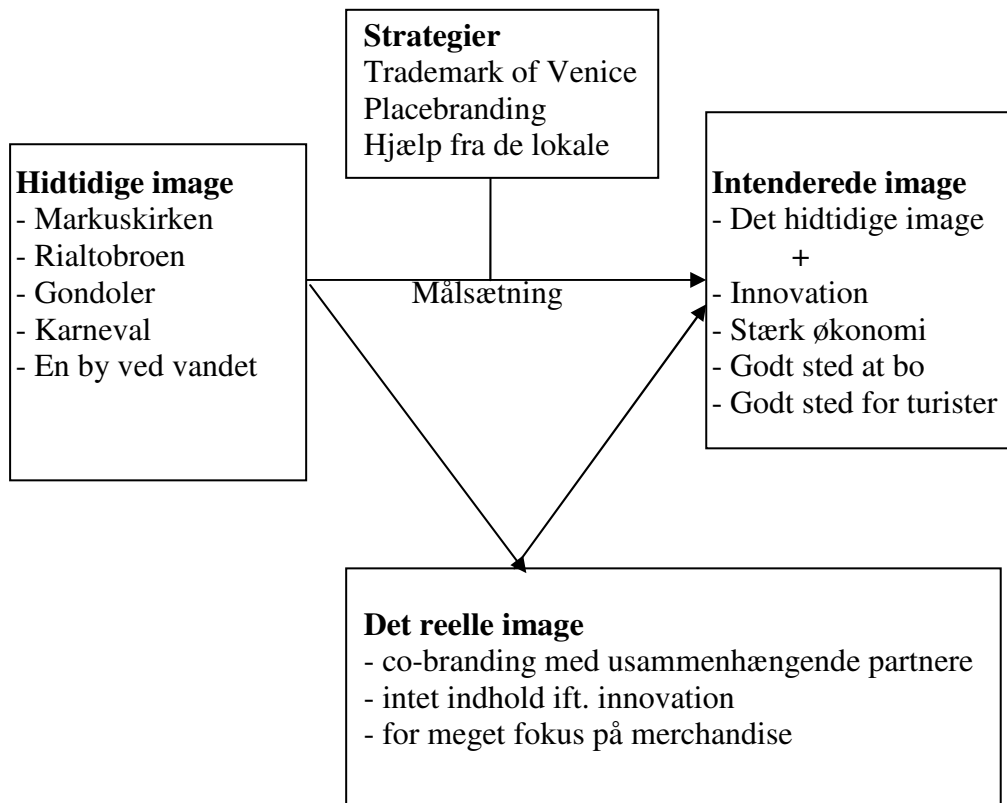 Strategier
Trademark of Venice
Placebranding
Hjælp fra de lokale
Hidtidige image
- Markuskirken
- Rialtobroen
- Gondoler
- Karneval
- En by ved vandet
Målsætning
Intenderede image
- Det hidtidige image
+
- Innovation
- Stærk økonomi
- Godt sted at bo
- Godt sted for turister
Det reelle image
- co-branding med usammenhængende partnere
- intet indhold ift. innovation
- for meget fokus på merchandise